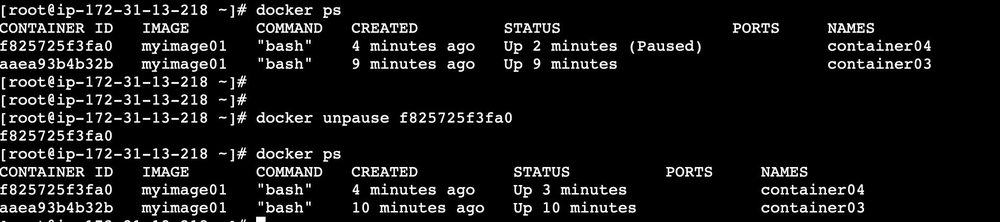 [root@ip-172-31-13-218 ~]# docker ps
CONTAINER ID   IMAGE       COMMAND   CREATED         STATUS                  PORTS     NAMES
f825725f3fa0   myimage01   "bash"    4 minutes ago   Up 2 minutes (Paused)             container04
aaea93b4b32b   myimage01   "bash"    9 minutes ago   Up 9 minutes                      container03
[root@ip-172-31-13-218 ~]#
[root@ip-172-31-13-218 ~]#
[root@ip-172-31-13-218 ~]# docker unpause f825725f3fa0
f825725f3fa0
[root@ip-172-31-13-218 ~]# docker ps
CONTAINER ID   IMAGE       COMMAND   CREATED          STATUS          PORTS     NAMES
f825725f3fa0   myimage01   "bash"    4 minutes ago    Up 3 minutes              container04
aaea93b4b32b   myimage01   "bash"    10 minutes ago   Up 10 minutes             container03